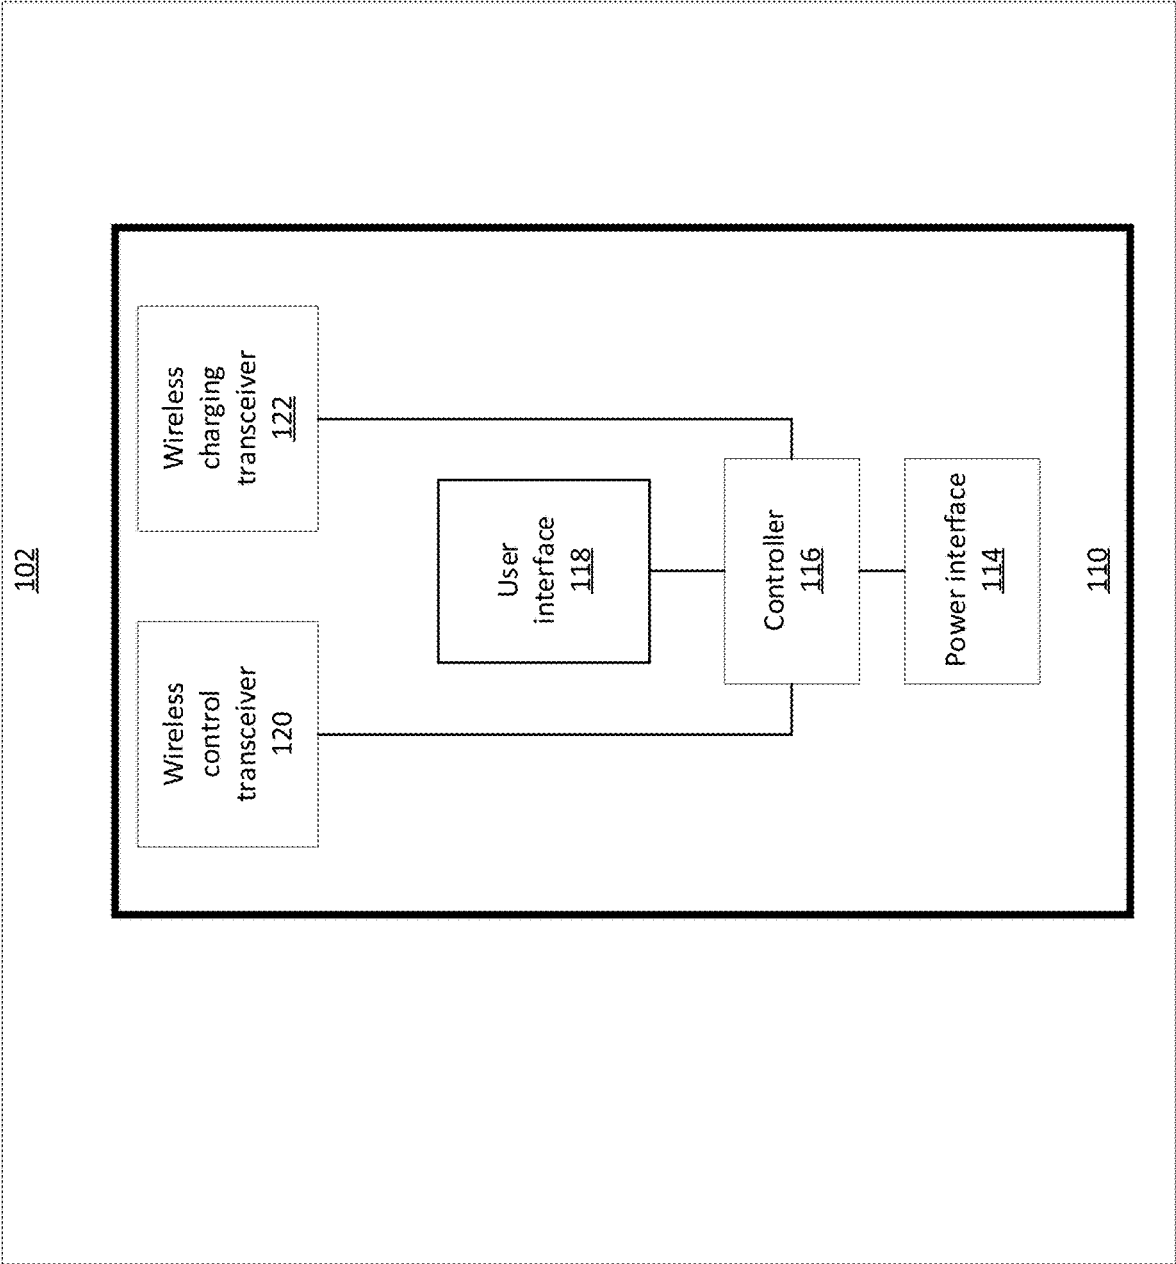 102
Wireless
control
transceiver
120
Wireless
charging
transceiver
122
User
interface
118
Controller
116
Power interface
114
110